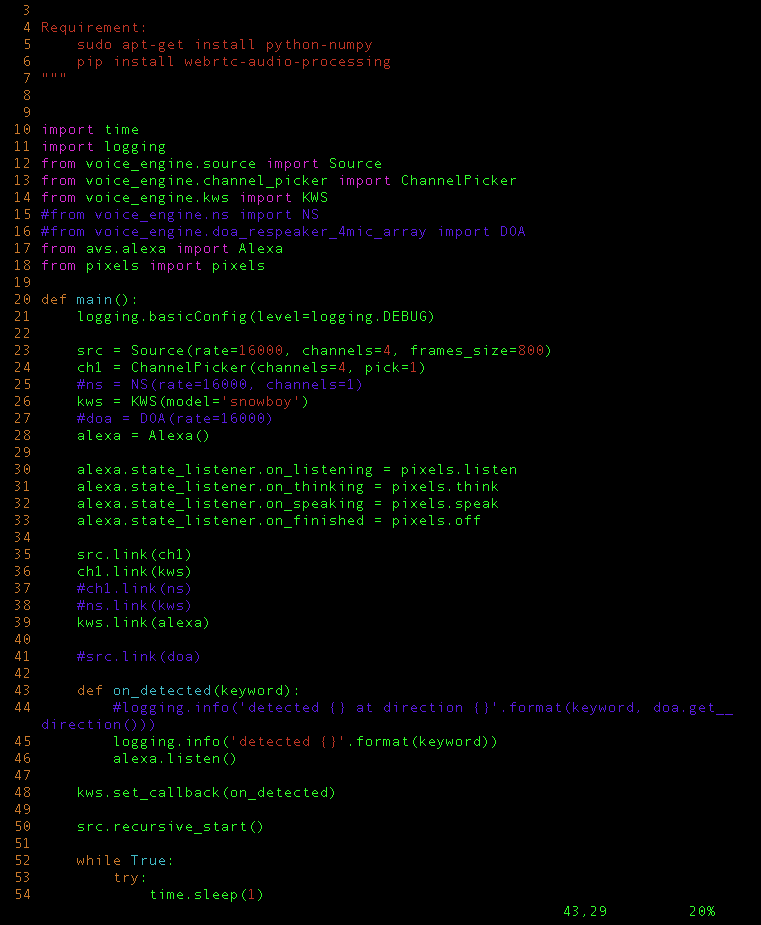 3
4 Requirement:
5     sudo apt-get install python-numpy
6     pip install webrtc-audio-processing
7 """
8
9
10 import time
11 import logging
12 from voice_engine.source import Source
13 from voice_engine.channel_picker import ChannelPicker
14 from voice_engine.kws import KWS
15 #from voice_engine.ns import NS
16 #from voice_engine.doa_respeaker_4mic_array import DOA
17 from avs.alexa import Alexa
18 from pixels import pixels
19
20 def main():
21     logging.basicConfig(level=logging.DEBUG)
22
23     src = Source(rate=16000, channels=4, frames_size=800)
24     ch1 = ChannelPicker(channels=4, pick=1)
25     #ns = NS(rate=16000, channels=1)
26     kws = KWS(model='snowboy')
27     #doa = DOA(rate=16000)
28     alexa = Alexa()
29
30     alexa.state_listener.on_listening = pixels.listen
31     alexa.state_listener.on_thinking = pixels.think
32     alexa.state_listener.on_speaking = pixels.speak
33     alexa.state_listener.on_finished = pixels.off
34
35     src.link(ch1)
36     ch1.link(kws)
37     #ch1.link(ns)
38     #ns.link(kws)
39     kws.link(alexa)
40
41     #src.link(doa)
42
43     def on_detected(keyword):
44         #logging.info('detected {} at direction {}'.format(keyword, doa.get__
direction()))
45         logging.info('detected {}'.format(keyword))
46         alexa.listen()
47
48     kws.set_callback(on_detected)
49
50     src.recursive_start()
51
52     while True:
53         try:
54             time.sleep(1)
43,29 20%